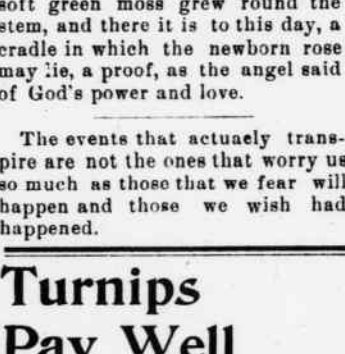 soft green moss grew round the
stem, and there it is to this day, a
cradle in which the newborn rose
may lie, a proof, as the angel said
of God's power and love.
The events that actuaely trans-
pire are not the ones that worry us
so much as those that we fear will
happen and those we wish had
happened.
Turnips
Pay Well